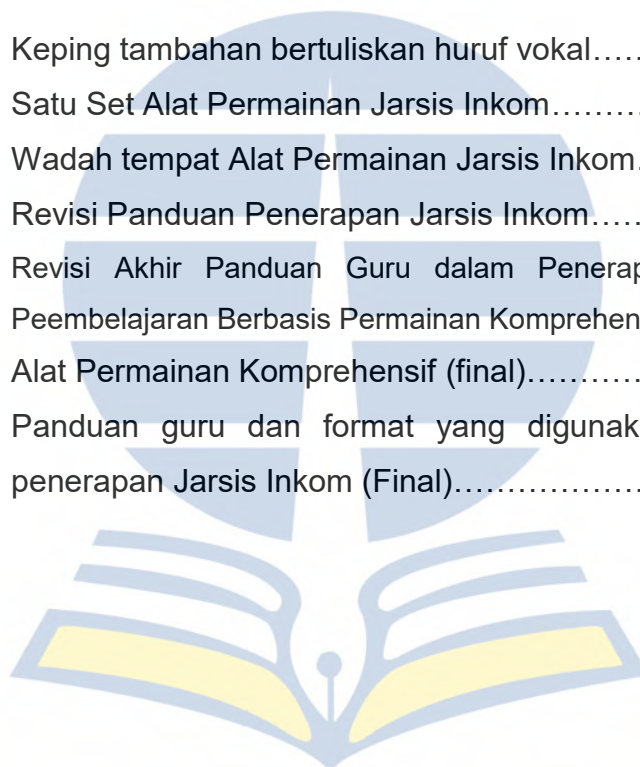 Keping tambahan bertuliskan huruf vokal……
Satu Set Alat Permainan Jarsis Inkom……….
Wadah tempat Alat Permainan Jarsis Inkom.
Revisi Panduan Penerapan Jarsis Inkom……
Revisi Akhir Panduan Guru dalam Penerap
Peembelajaran Berbasis Permainan Komprehen
Alat Permainan Komprehensif (final)…………
Panduan guru dan format yang digunak
penerapan Jarsis Inkom (Final)…………………